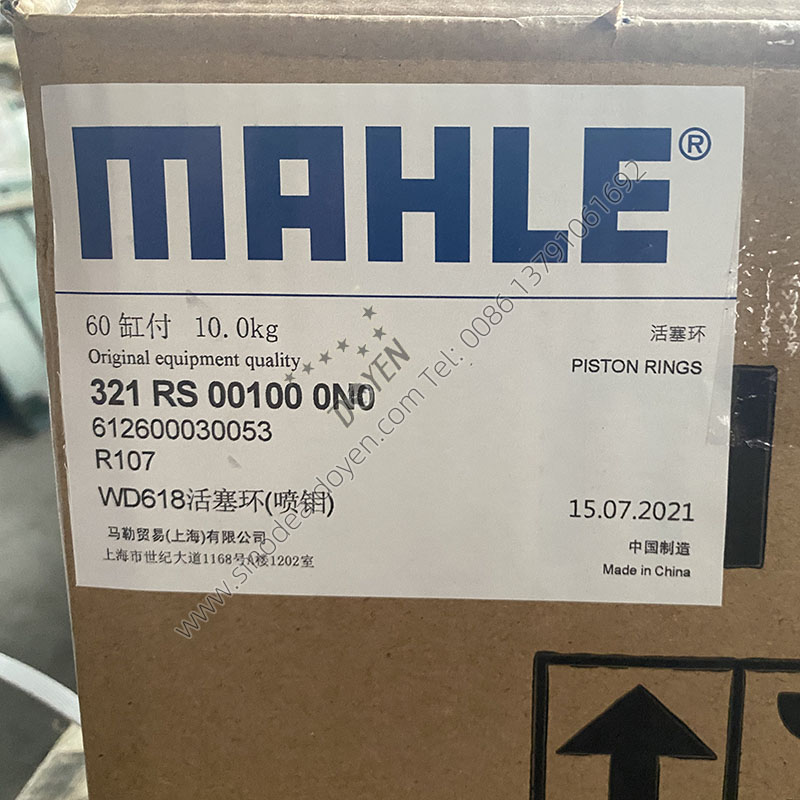 MAHLE®
60 缸付 10.0kg
活塞环
Original equipment quality
PISTON RINGS
321 RS 00100 0N0
612600030053
R107
WD618活塞环(喷钼)
15.07.2021
马勒贸易(上海)有限公司
中国制造
上海市世纪大道1168号A楼1202室
Made in China
DOYEN
www.sinodealdoyen.com Tel: 0086 13791061692